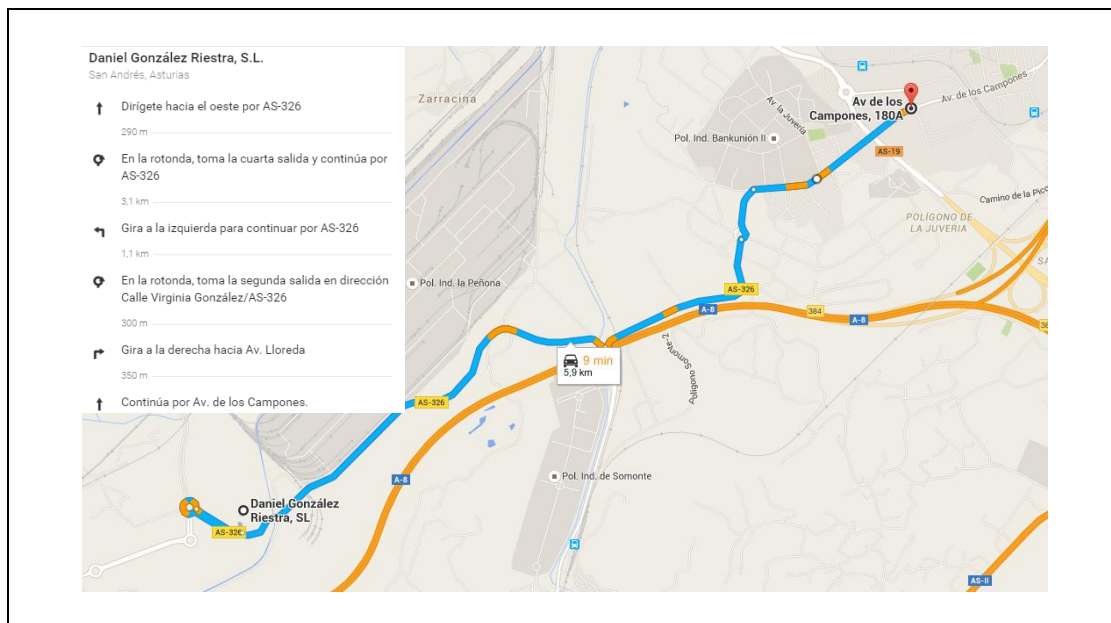 Daniel González Riestra, S.L.
San Andrés, Asturias
Dirígete hacia el oeste por AS-326
290 m
En la rotonda, toma la cuarta salida y continúa por
AS-326
3,1 km
Gira a la izquierda para continuar por AS-326
1,1 km
En la rotonda, toma la segunda salida en dirección
Calle Virginia González/AS-326
300 m
Gira a la derecha hacia Av. Lloreda
350 m
Continúa por Av. de los Campones.
Zarracina
Av la Juvería
Av de los
Campones, 180A
Av. de los Campones
Pol. Ind. Bankunión II
AS-19
Camino de la
POLÍGONO DE
LA JUVERIA
Pol. Ind. la Peñona
AS-326
A-8
384
A-8
9 min
5,9 km
Polígono Somonte-2
AS-326
Pol. Ind. de Somonte
A-8
Daniel González
Riestra, SL
AS-326
AS-II